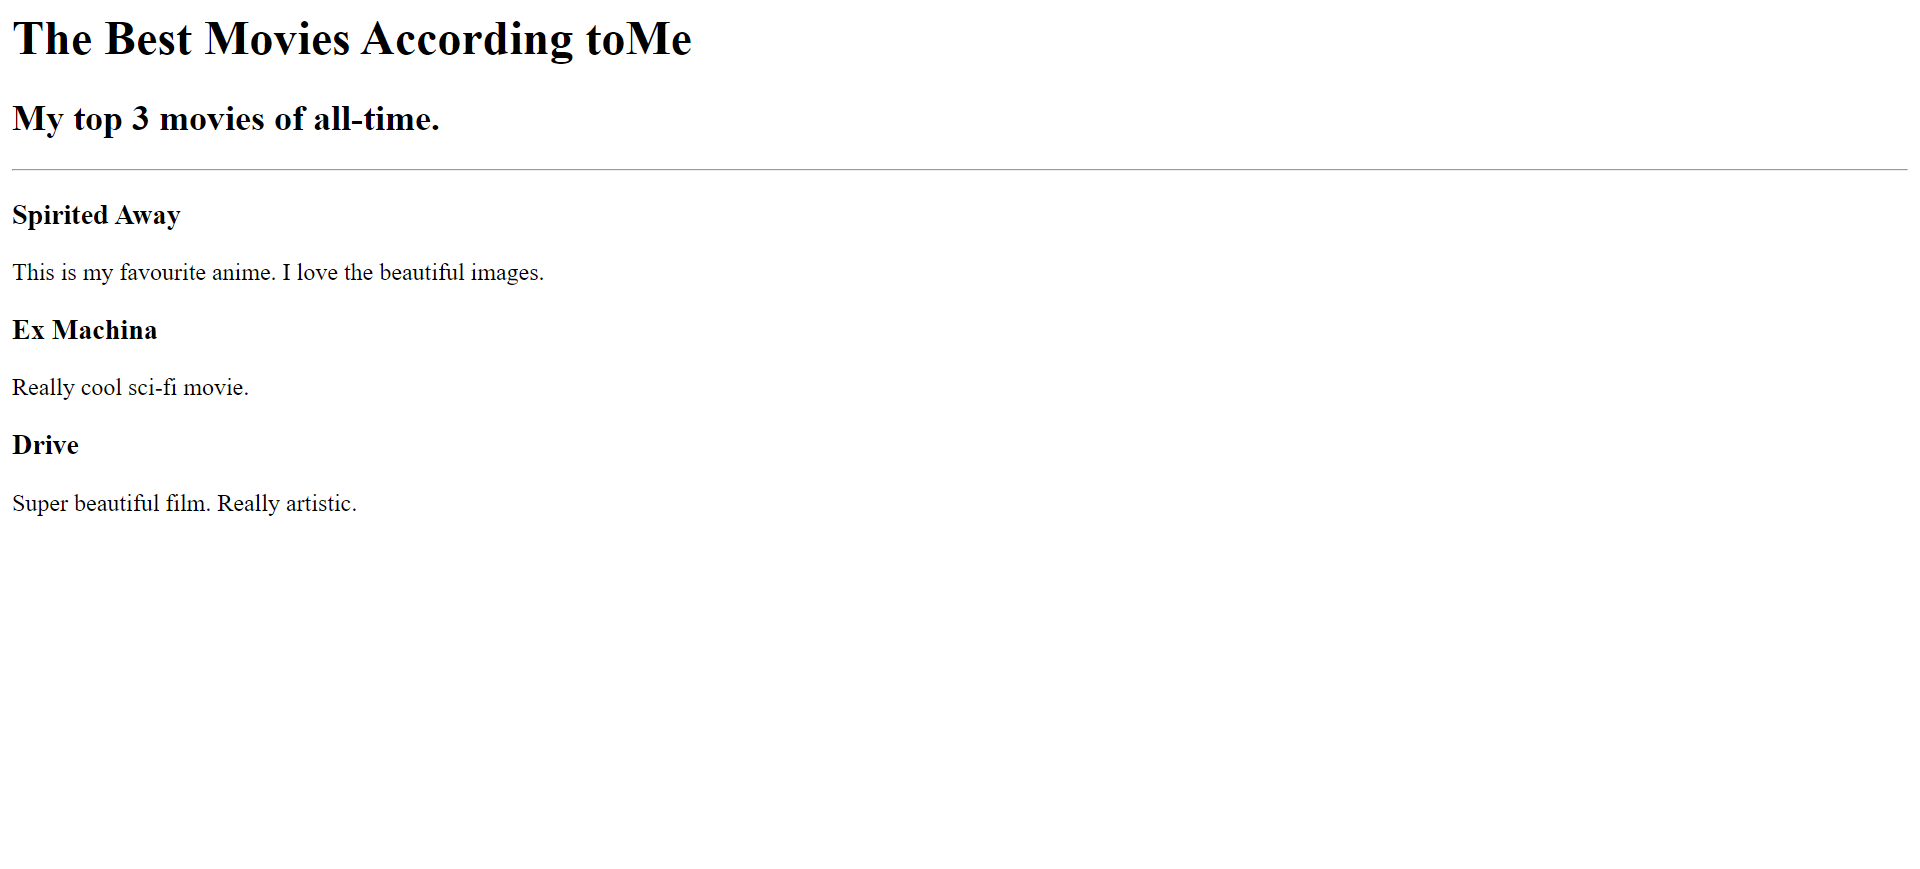 The Best Movies According toMe
My top 3 movies of all-time.
Spirited Away
This is my favourite anime. I love the beautiful images.
Ex Machina
Really cool sci-fi movie.
Drive
Super beautiful film. Really artistic.